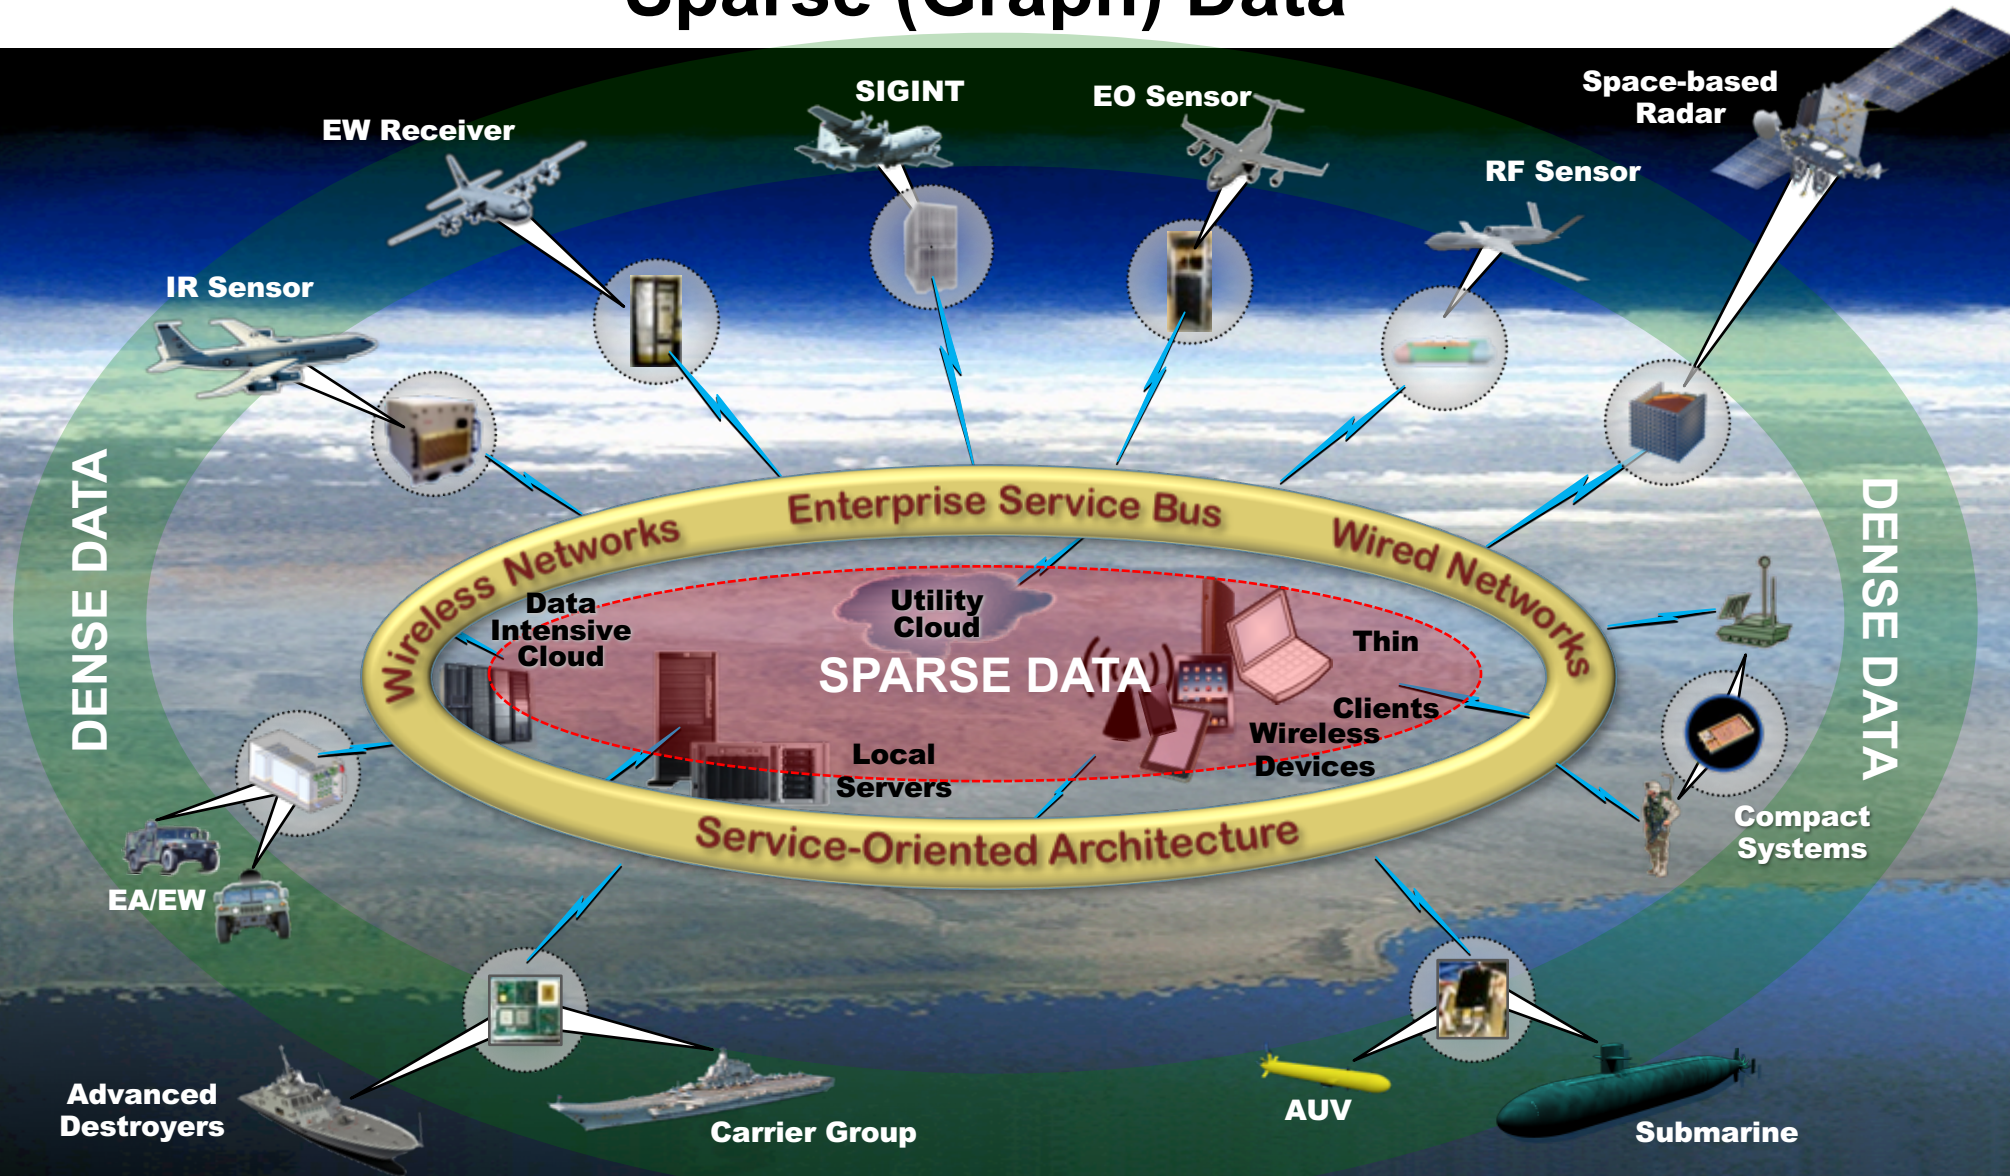 Sparse (Graph) Data
SIGINT
EO Sensor
Space-based
Radar
EW Receiver
RF Sensor
IR Sensor
DENSE DATA
DENSE DATA
Wireless Networks
Enterprise Service Bus
Wired Networks
Data
Intensive
Cloud
Utility
Cloud
Thin
Clients
SPARSE DATA
Wireless
Devices
Local
Servers
Service-Oriented Architecture
Compact
Systems
EA/EW
Advanced
Destroyers
Carrier Group
AUV
Submarine